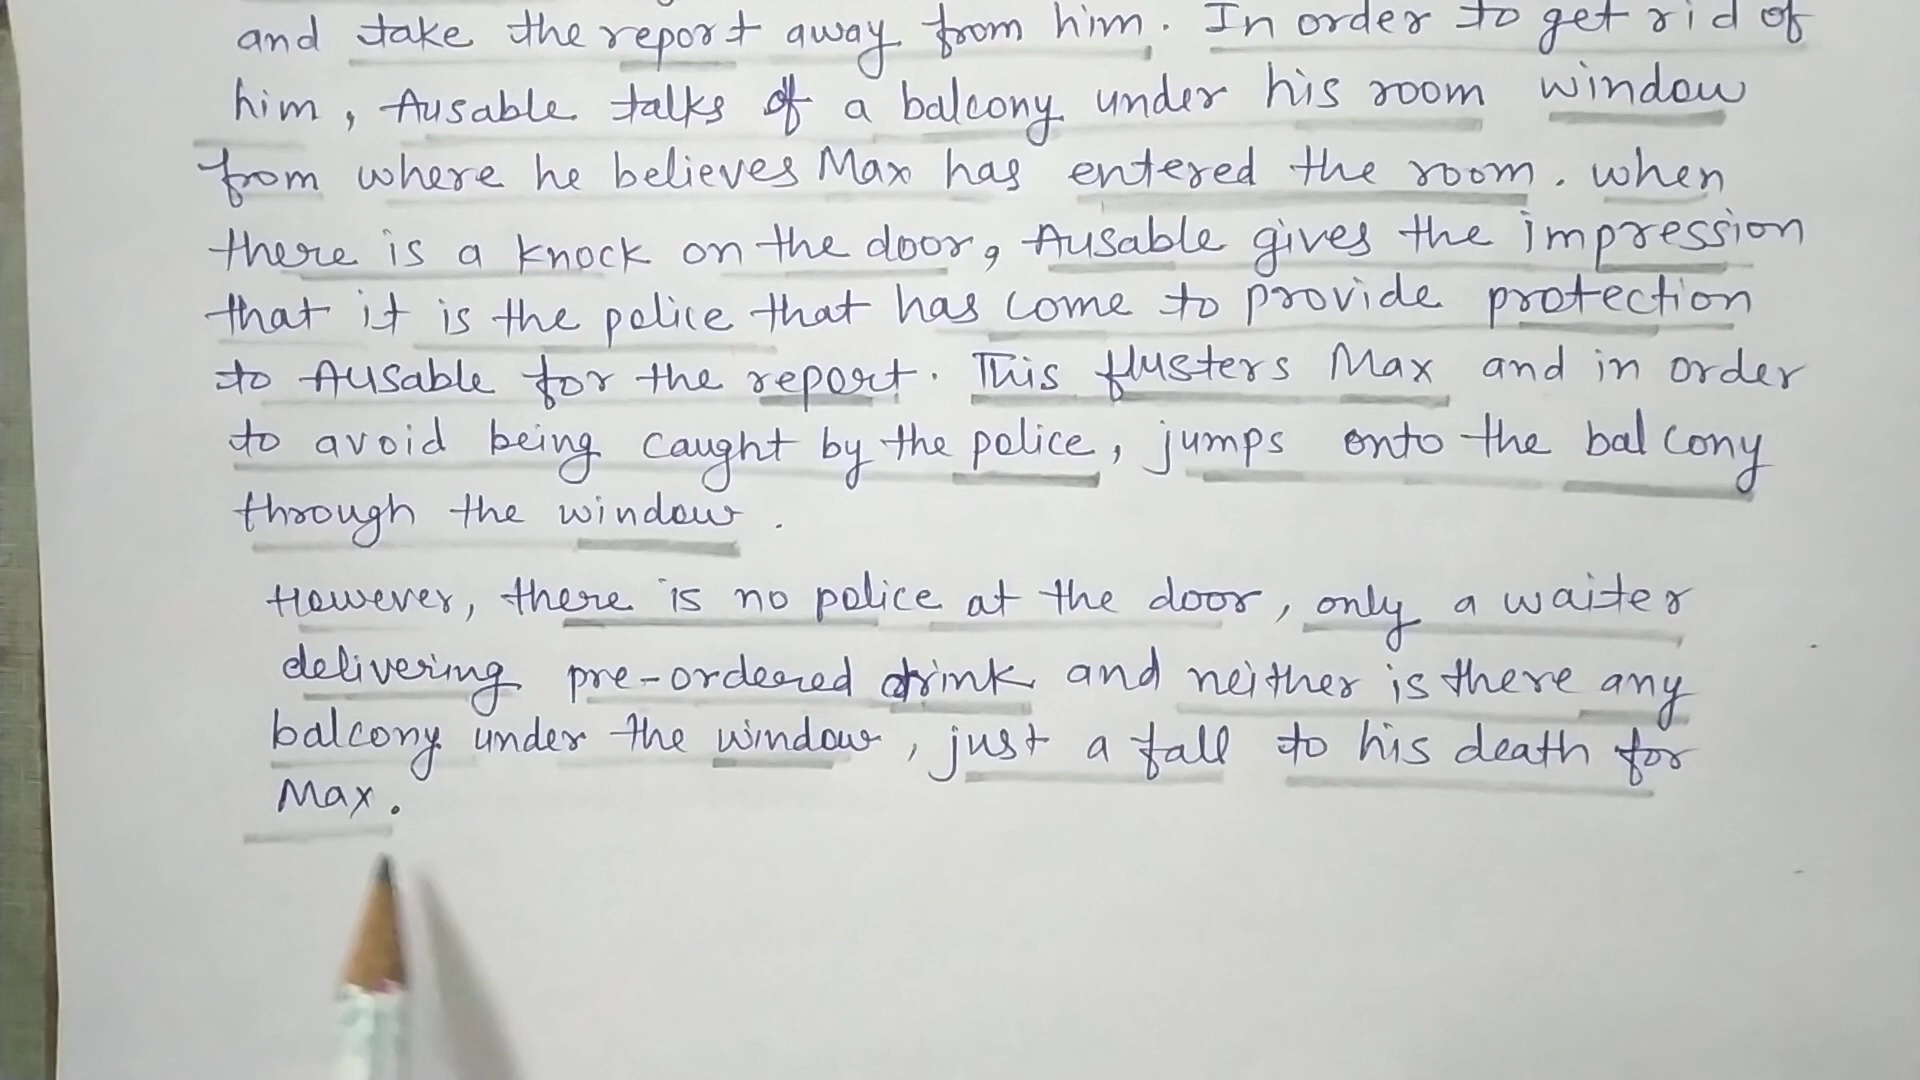 and take the report away from him. In order to get rid of
him, Ausable talks of a balcony under his room window
from where he believes Max has entered the room. when
there is a knock on the door, Ausable gives the impression
that it is the police that has come to provide protection
to Ausable for the report. This flusters Max and in order
to avoid being caught by the police, jumps onto the balcony
through the window.
However, there is no police at the door, only a waiter
delivering pre-ordered drink and neither is there any
balcony under the window, just a fall to his death for
Max.